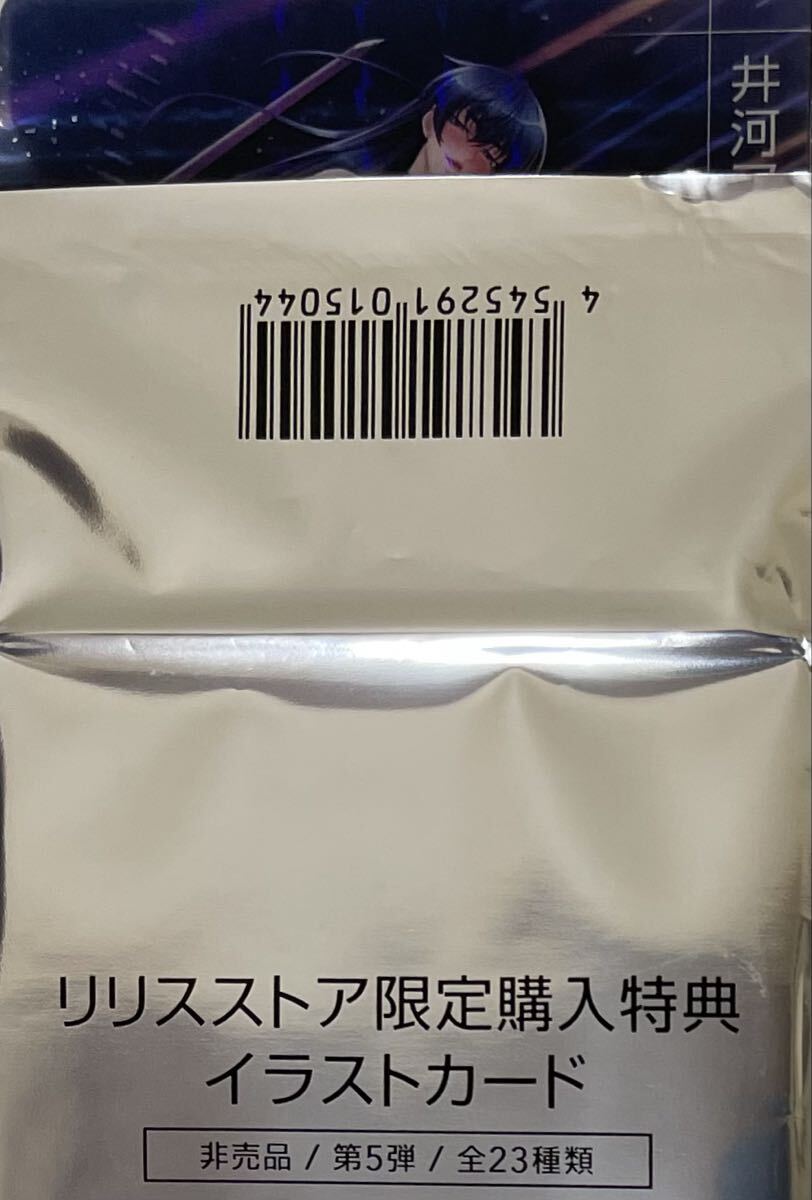 井河
4 545291 015044
リリスストア限定購入特典
イラストカード
非売品 / 第5弾 / 全23種類